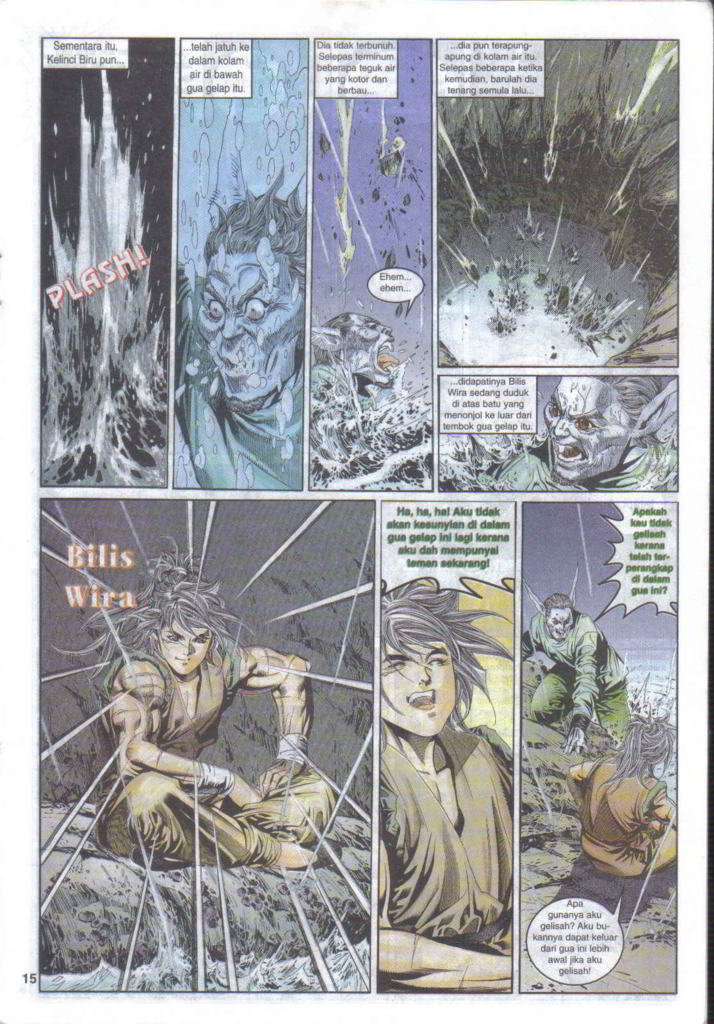 Sementara itu,
Kelinci Biru pun...
...telah jatuh ke
dalam kolam
air di bawah
gua gelap itu.
Dia tidak terbunuh.
Selepas terminum
beberapa teguk air
yang kotor dan
berbau...
...dia pun terapung-
apung di kolam air itu.
Selepas beberapa ketika
kemudian, barulah dia
tenang semula lalu...
PLASH!
Ehem...
ehem...
...didapatinya Bilis
Wira sedang duduk
di atas batu yang
menonjol ke luar dari
tembok gua gelap itu.
Bilis
Wira
Ha, ha, ha! Aku tidak
akan kesunyian di dalam
gua gelap ini lagi kerana
aku dah mempunyai
teman sekarang!
Apakah
kau tidak
gelisah
kerana
telah ter-
perangkap
di dalam
gua ini?
Apa
gunanya aku
gelisah? Aku bu-
kannya dapat keluar
dari gua ini lebih
awal jika aku
gelisah!
15